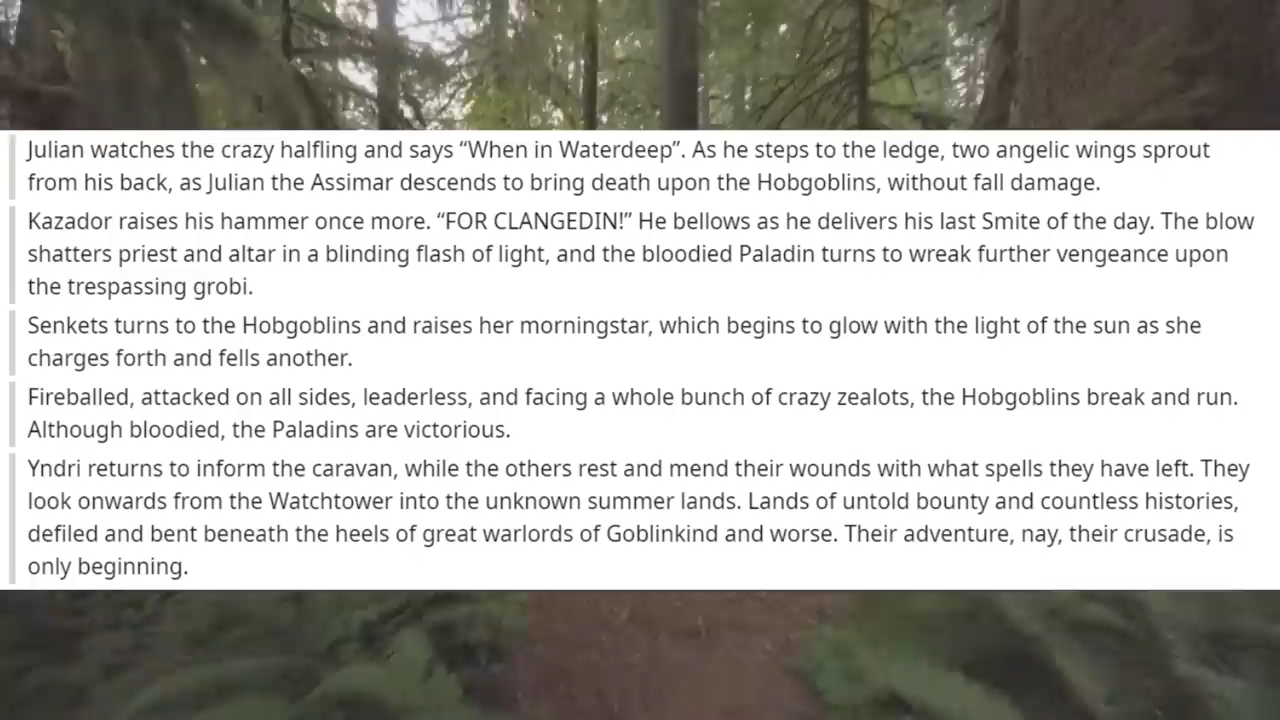 Julian watches the crazy halfling and says “When in Waterdeep”. As he steps to the ledge, two angelic wings sprout
from his back, as Julian the Assimar descends to bring death upon the Hobgoblins, without fall damage.
Kazador raises his hammer once more. “FOR CLANGEDIN!” He bellows as he delivers his last Smite of the day. The blow
shatters priest and altar in a blinding flash of light, and the bloodied Paladin turns to wreak further vengeance upon
the trespassing grobi.
Senkets turns to the Hobgoblins and raises her morningstar, which begins to glow with the light of the sun as she
charges forth and fells another.
Fireballed, attacked on all sides, leaderless, and facing a whole bunch of crazy zealots, the Hobgoblins break and run.
Although bloodied, the Paladins are victorious.
Yndri returns to inform the caravan, while the others rest and mend their wounds with what spells they have left. They
look onwards from the Watchtower into the unknown summer lands. Lands of untold bounty and countless histories,
defiled and bent beneath the heels of great warlords of Goblinkind and worse. Their adventure, nay, their crusade, is
only beginning.